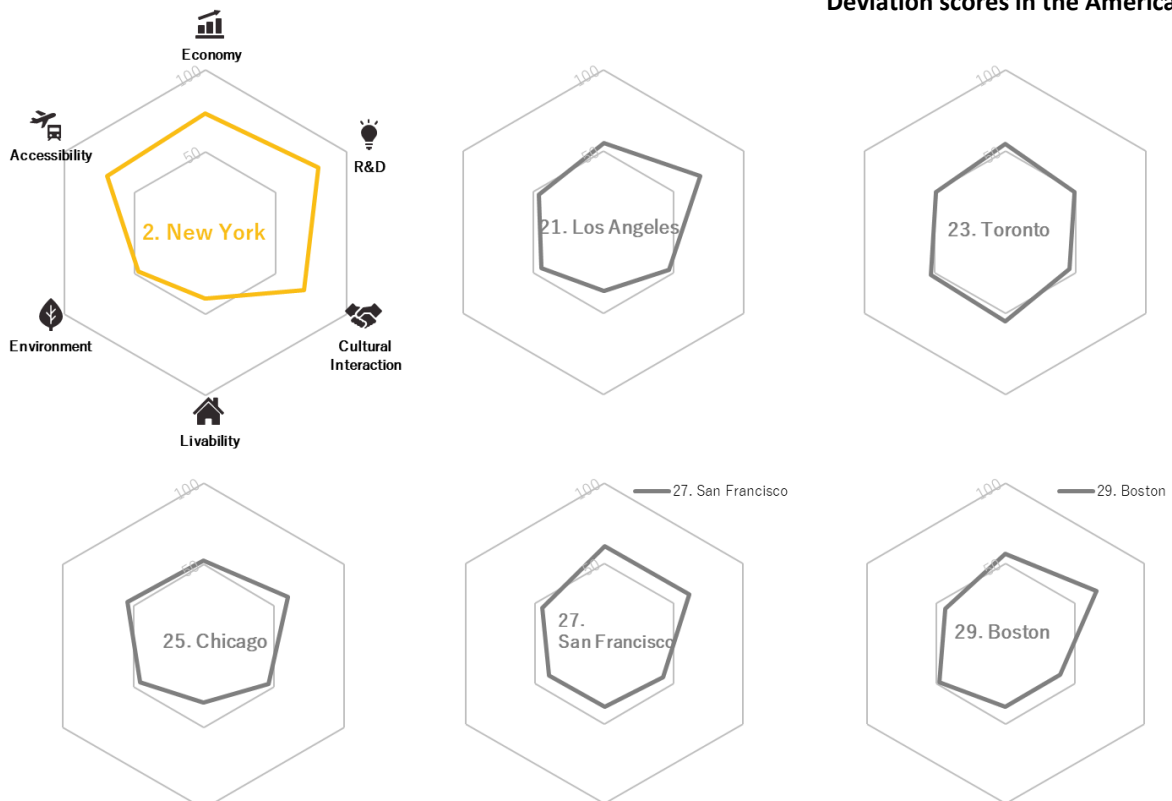 Deviation scores in the America
Economy
100
100
100
Accessibility
R&D
50
50
50
2. New York
21. Los Angeles
23. Toronto
Environment
Cultural
Interaction
Livability
100
100
27. San Francisco
100
29. Boston
50
50
50
25. Chicago
27.
San Francisco
29. Boston